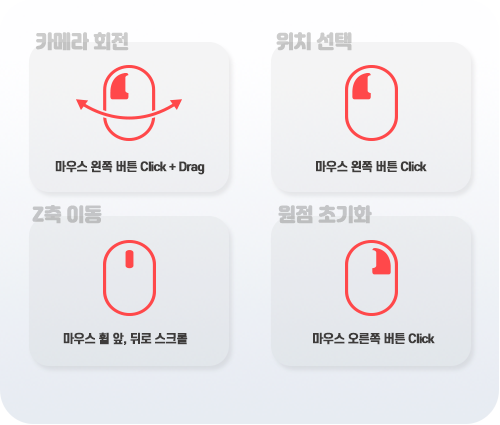 카메라 회전
위치 선택
마우스 왼쪽 버튼 Click + Drag
마우스 왼쪽 버튼 Click
Z축 이동
원점 초기화
마우스 휠 앞, 뒤로 스크롤
마우스 오른쪽 버튼 Click